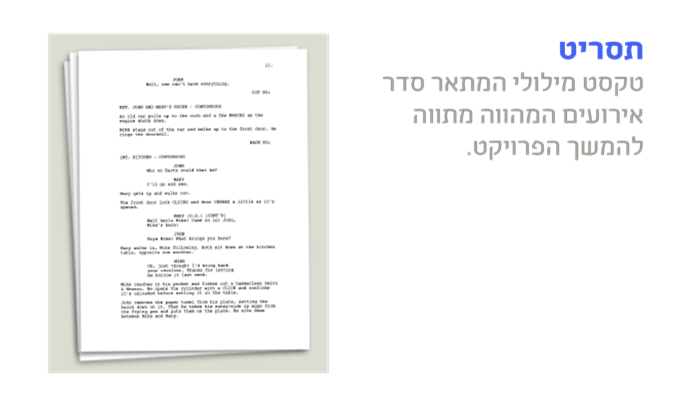 תסריט
טקסט מילולי המתאר סדר
אירועים המהווה מתווה
להמשך הפרויקט.
JOHN
Well, one can't have everything.
CUT TO:
EXT. JOHN AND MARY'S HOUSE - CONTINUOUS
An old car pulls up to the curb and a few KNOCKS as the
engine shuts down.
MIKE steps out of the car and walks up to the front door. He
rings the doorbell.
BACK TO:
INT. KITCHEN - CONTINUOUS
JOHN
Who on Earth could that be?
MARY
I'll go and see.
Mary gets up and walks out.
The front door lock CLICKS and door CREAKS a little as it's
opened.
MARY (O.S.) (CONT'D)
Well hello Mike! Come on in! John,
Mike's here!
JOHN
Hiya Mike! What brings you here?
Mary walks in, Mike following. Both sit down at the kitchen
table, opposite one another.
MIKE
Oh, just thought I'd bring back
your revolver. Thanks for letting
me borrow it last week.
Mike reaches in his pocket and fishes out a hammerless Smith
& Wesson. He opens the cylinder with a CLICK and confirms
it's unloaded before setting it on the table.
John removes the paper towel from his plate, setting the
bacon down on it. Then he takes his sunny-side up eggs from
the frying pan and puts them on the plate. He sits down
between Mike and Mary.